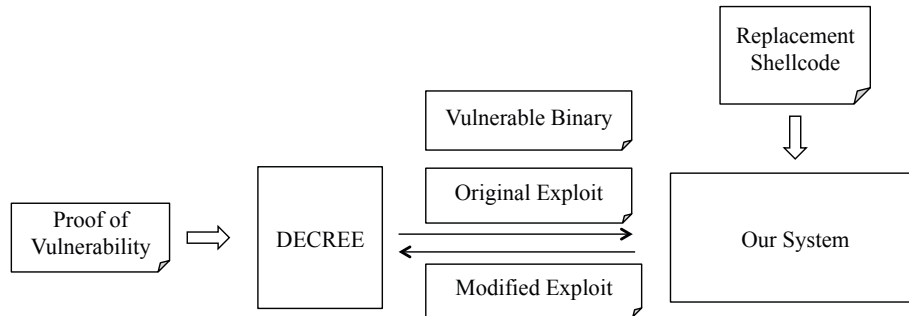 Replacement
Shellcode
Vulnerable Binary
Original Exploit
Proof of
Vulnerability
DECREE
Our System
Modified Exploit